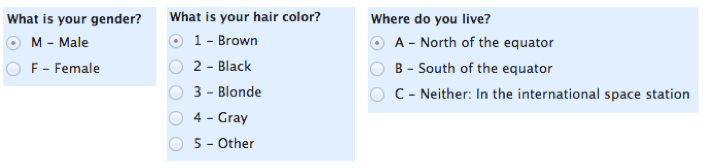 What is your gender?
M – Male
F – Female
What is your hair color?
1 – Brown
2 – Black
3 – Blonde
4 – Gray
5 – Other
Where do you live?
A – North of the equator
B – South of the equator
C – Neither: In the international space station